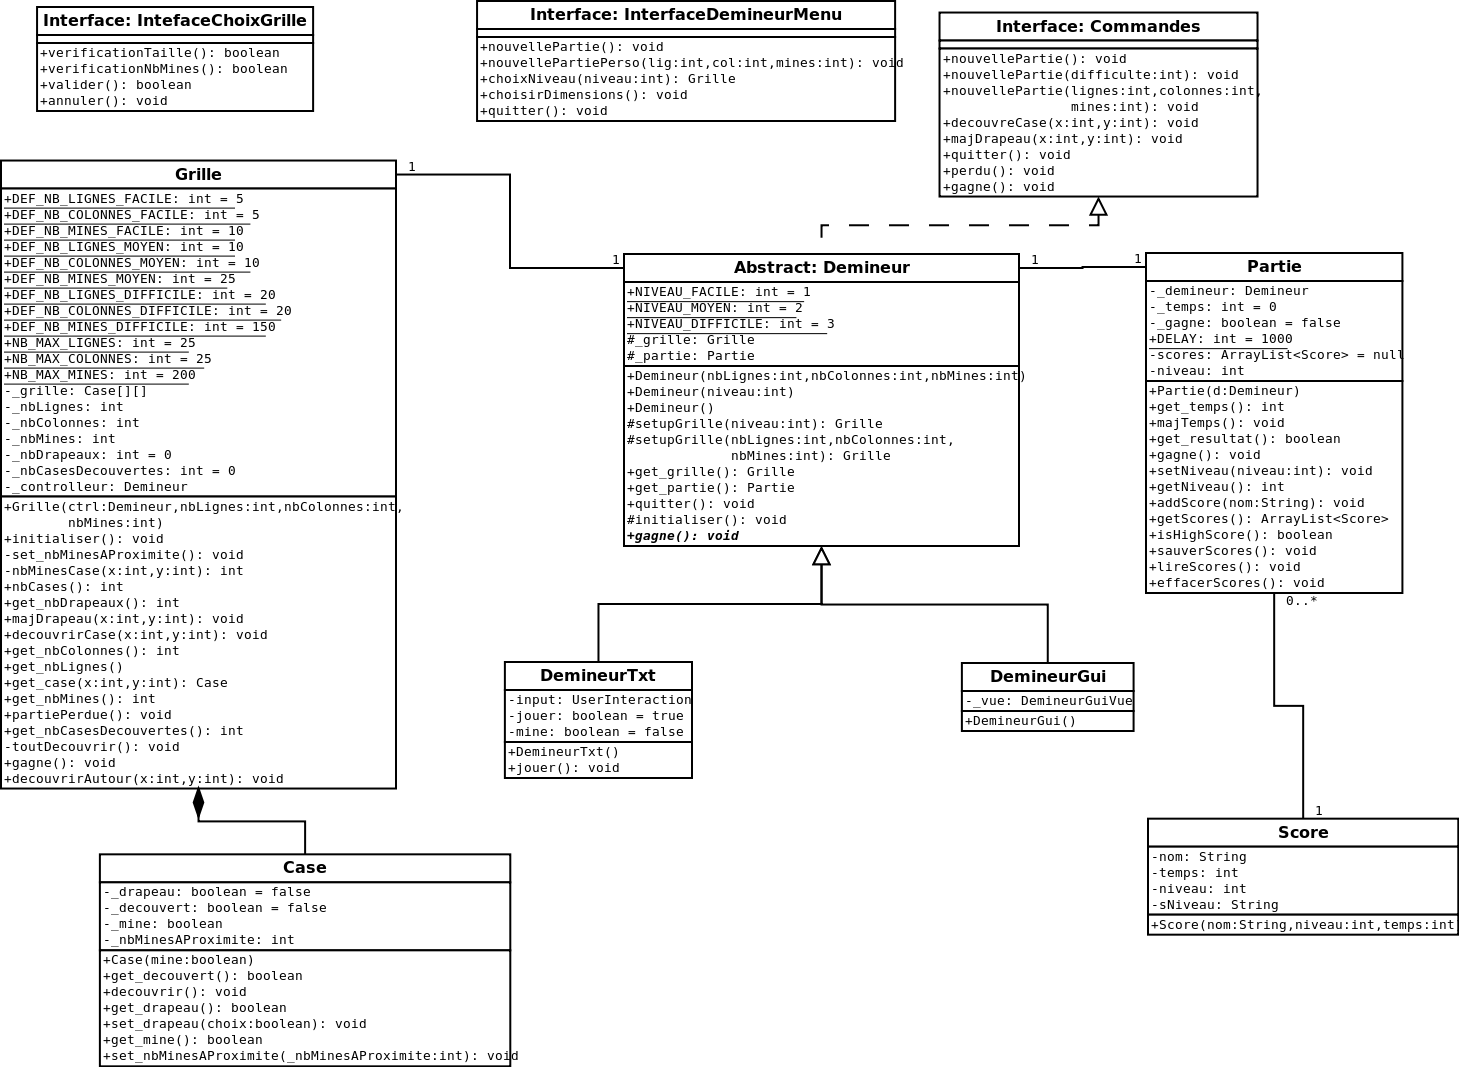 Interface: IntefaceChoixGrille
+verificationTaille(): boolean
+verificationNbMines(): boolean
+valider(): boolean
+annuler(): void
Interface: InterfaceDemineurMenu
+nouvellePartie(): void
+nouvellePartiePerso(lig:int,col:int,mines:int): void
+choixNiveau(niveau:int): Grille
+choisirDimensions(): void
+quitter(): void
Interface: Commandes
+nouvellePartie(): void
+nouvellePartie(difficulte:int): void
+nouvellePartie(lignes:int,colonnes:int,
mines:int): void
+decouvreCase(x:int,y:int): void
+majDrapeau(x:int,y:int): void
+quitter(): void
+perdu(): void
+gagne(): void
Grille
+DEF_NB_LIGNES_FACILE: int = 5
+DEF_NB_COLONNES_FACILE: int = 5
+DEF_NB_MINES_FACILE: int = 10
+DEF_NB_LIGNES_MOYEN: int = 10
+DEF_NB_COLONNES_MOYEN: int = 10
+DEF_NB_MINES_MOYEN: int = 25
+DEF_NB_LIGNES_DIFFICILE: int = 20
+DEF_NB_COLONNES_DIFFICILE: int = 20
+DEF_NB_MINES_DIFFICILE: int = 150
+NB_MAX_LIGNES: int = 25
+NB_MAX_COLONNES: int = 25
+NB_MAX_MINES: int = 200
-_grille: Case[][]
-_nbLignes: int
-_nbColonnes: int
-_nbMines: int
-_nbDrapeaux: int = 0
-_nbCasesDecouvertes: int = 0
-_controlleur: Demineur
+Grille(ctrl:Demineur,nbLignes:int,nbColonnes:int,
nbMines:int)
+initialiser(): void
-set_nbMinesAProximite(): void
-nbMinesCase(x:int,y:int): int
+nbCases(): int
+get_nbDrapeaux(): int
+majDrapeau(x:int,y:int): void
+decouvrirCase(x:int,y:int): void
+get_nbColonnes(): int
+get_nbLignes()
+get_case(x:int,y:int): Case
+get_nbMines(): int
+partiePerdue(): void
+get_nbCasesDecouvertes(): int
-toutDecouvrir(): void
+gagne(): void
+decouvrirAutour(x:int,y:int): void
1
1
Abstract: Demineur
+NIVEAU_FACILE: int = 1
+NIVEAU_MOYEN: int = 2
+NIVEAU_DIFFICILE: int = 3
#_grille: Grille
#_partie: Partie
+Demineur(nbLignes:int,nbColonnes:int,nbMines:int)
+Demineur(niveau:int)
+Demineur()
#setupGrille(niveau:int): Grille
#setupGrille(nbLignes:int,nbColonnes:int,
nbMines:int): Grille
+get_grille(): Grille
+get_partie(): Partie
+quitter(): void
#initialiser(): void
+gagne(): void
1
1
Partie
-_demineur: Demineur
-_temps: int = 0
-_gagne: boolean = false
+DELAY: int = 1000
-scores: ArrayList<Score> = null
-niveau: int
+Partie(d:Demineur)
+get_temps(): int
+majTemps(): void
+get_resultat(): boolean
+gagne(): void
+setNiveau(niveau:int): void
+getNiveau(): int
+addScore(nom:String): void
+getScores(): ArrayList<Score>
+isHighScore(): boolean
+sauverScores(): void
+lireScores(): void
+effacerScores(): void
0..*
DemineurTxt
-input: UserInteraction
-jouer: boolean = true
-mine: boolean = false
+DemineurTxt()
+jouer(): void
DemineurGui
-_vue: DemineurGuiVue
+DemineurGui()
1
Score
-nom: String
-temps: int
-niveau: int
-sNiveau: String
+Score(nom:String,niveau:int,temps:int
Case
-_drapeau: boolean = false
-_decouvert: boolean = false
-_mine: boolean
-_nbMinesAProximite: int
+Case(mine:boolean)
+get_decouvert(): boolean
+decouvrir(): void
+get_drapeau(): boolean
+set_drapeau(choix:boolean): void
+get_mine(): boolean
+set_nbMinesAProximite(_nbMinesAProximite:int): void